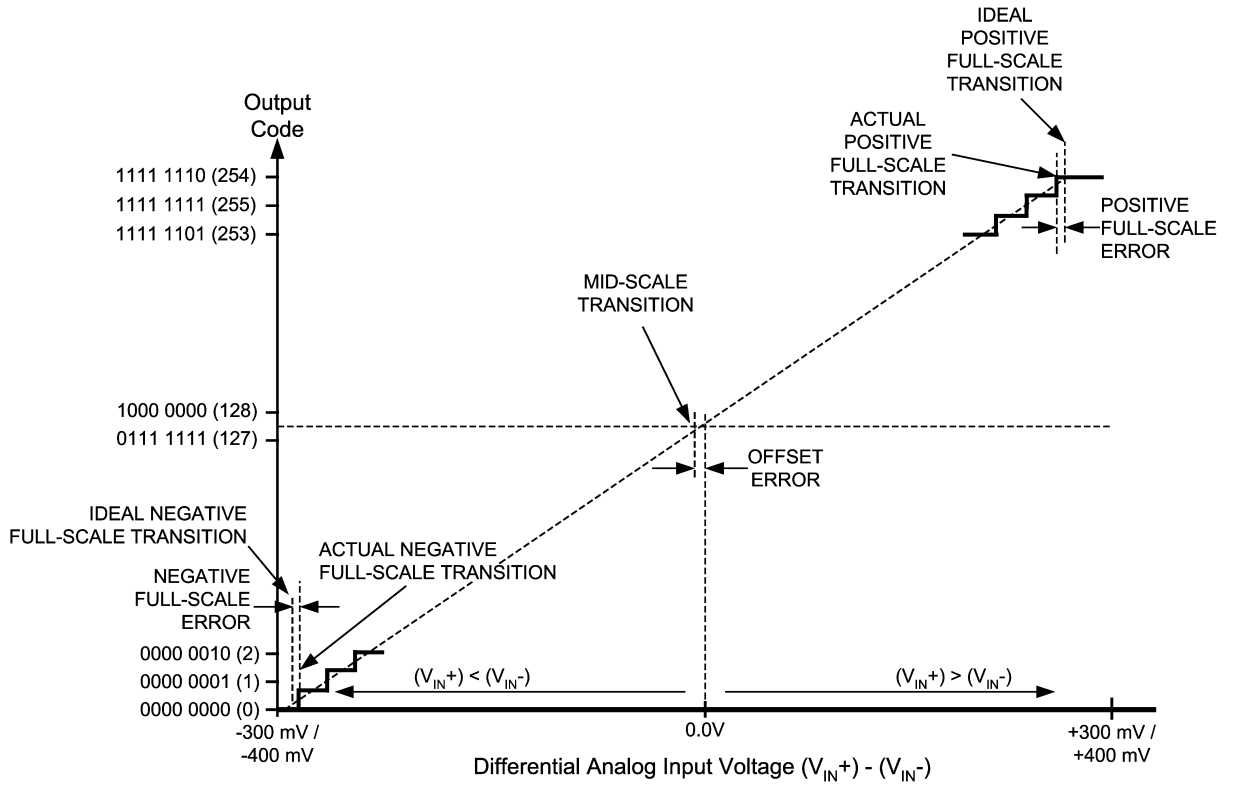 IDEAL
POSITIVE
FULL-SCALE
TRANSITION
Output
Code
ACTUAL
POSITIVE
FULL-SCALE
TRANSITION
1111 1110 (254)
1111 1111 (255)
1111 1101 (253)
POSITIVE
FULL-SCALE
ERROR
MID-SCALE
TRANSITION
1000 0000 (128)
0111 1111 (127)
OFFSET
ERROR
IDEAL NEGATIVE
FULL-SCALE TRANSITION
ACTUAL NEGATIVE
FULL-SCALE TRANSITION
NEGATIVE
FULL-SCALE
ERROR
0000 0010 (2)
0000 0001 (1)
0000 0000 (0)
(VIN+) < (VIN-)
(VIN+) > (VIN-)
-300 mV /
-400 mV
0.0V
+300 mV /
+400 mV
Differential Analog Input Voltage (VIN+) - (VIN-)